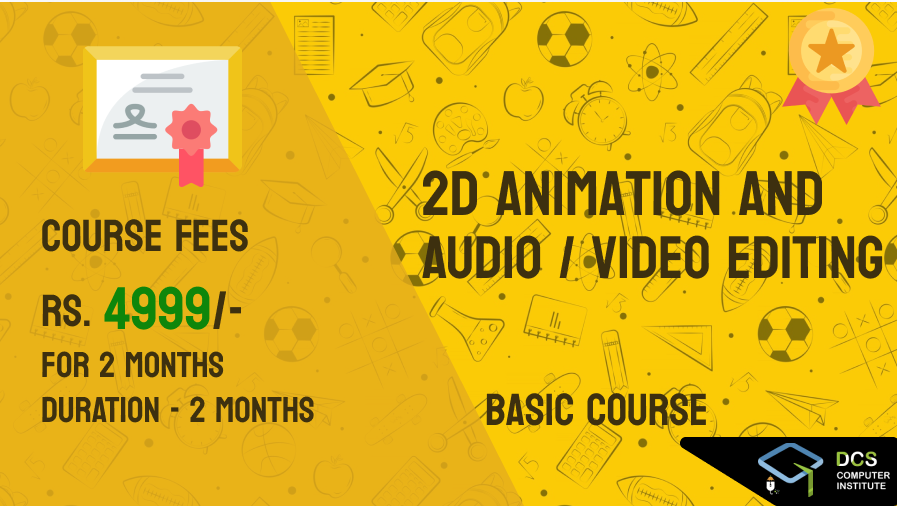 COURSE FEES
RS. 4999/-
FOR 2 MONTHS
DURATION - 2 MONTHS
2D ANIMATION AND
AUDIO / VIDEO EDITING
BASIC COURSE
DCS
COMPUTER
INSTITUTE